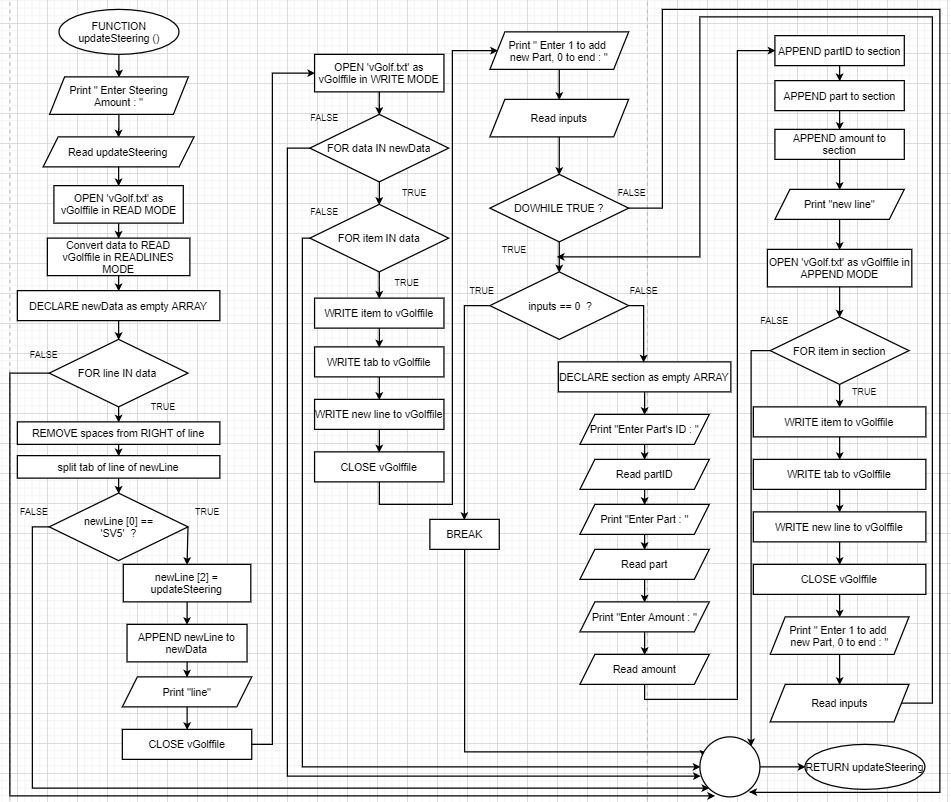 FUNCTION
updateSteering ()
Print " Enter Steering
Amount : "
Read updateSteering
OPEN 'vGolf.txt' as
vGolffile in READ MODE
Convert data to READ
vGolffile in READLINES
MODE
DECLARE newData as empty ARRAY
FALSE
FOR line IN data
TRUE
REMOVE spaces from RIGHT of line
split tab of line of newLine
FALSE
TRUE
newLine [0] ==
'SV5' ?
newLine [2] =
updateSteering
APPEND newLine to
newData
Print "line"
CLOSE vGolffile
OPEN 'vGolf.txt' as
vGolffile in WRITE MODE
FALSE
FOR data IN newData
TRUE
FALSE
FOR item IN data
TRUE
WRITE item to vGolffile
WRITE tab to vGolffile
WRITE new line to vGolffile
CLOSE vGolffile
Print " Enter 1 to add
new Part, 0 to end : "
Read inputs
DOWHILE TRUE ?
FALSE
TRUE
TRUE
inputs == 0 ?
FALSE
BREAK
DECLARE section as empty ARRAY
Print "Enter Part's ID : "
Read partID
Print "Enter Part : "
Read part
Print "Enter Amount : "
Read amount
APPEND partID to section
APPEND part to section
APPEND amount to
section
Print "new line"
OPEN 'vGolf.txt' as vGolffile in
APPEND MODE
FALSE
FOR item in section
TRUE
WRITE item to vGolffile
WRITE tab to vGolffile
WRITE new line to vGolffile
CLOSE vGolffile
Print " Enter 1 to add
new Part, 0 to end : "
Read inputs
RETURN updateSteering